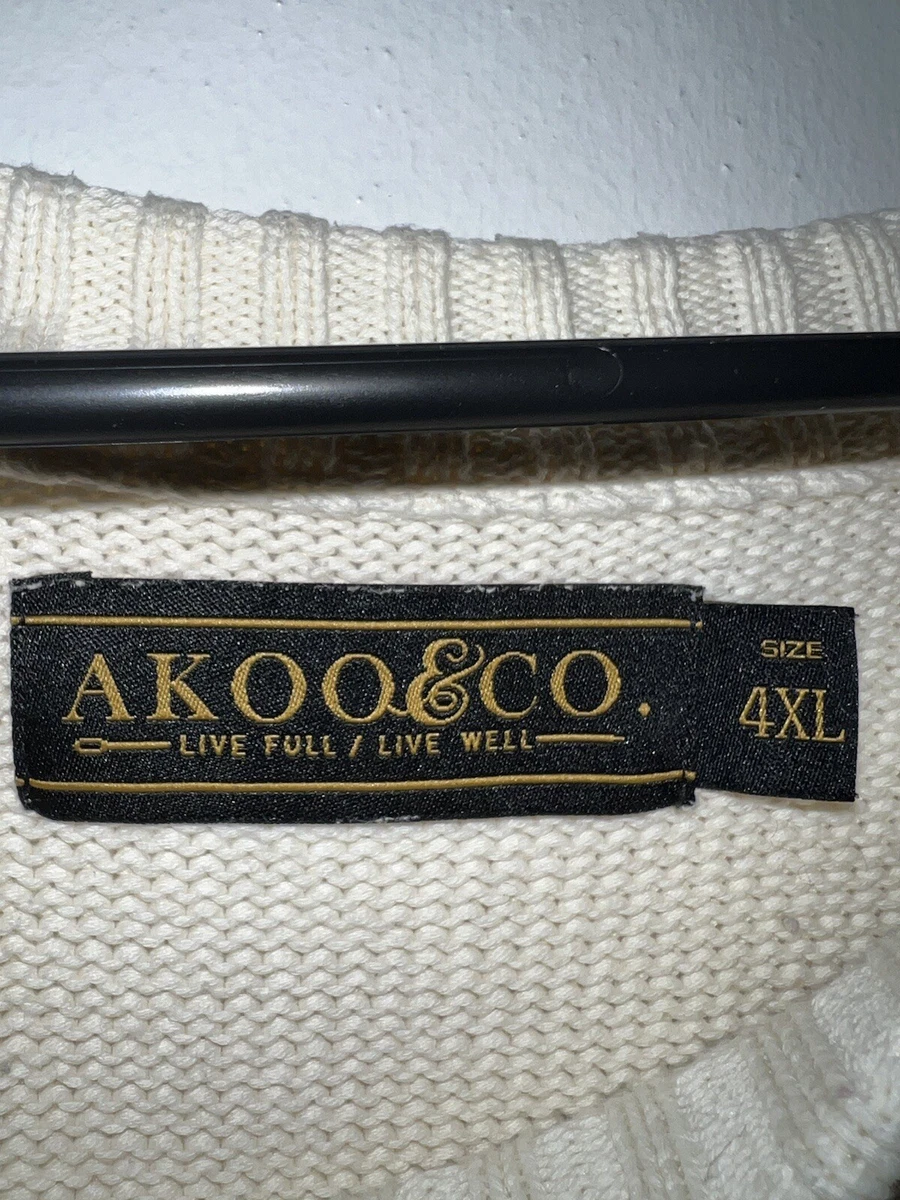 AKOO&CO.
LIVE FULL / LIVE WELL
SIZE
4XL